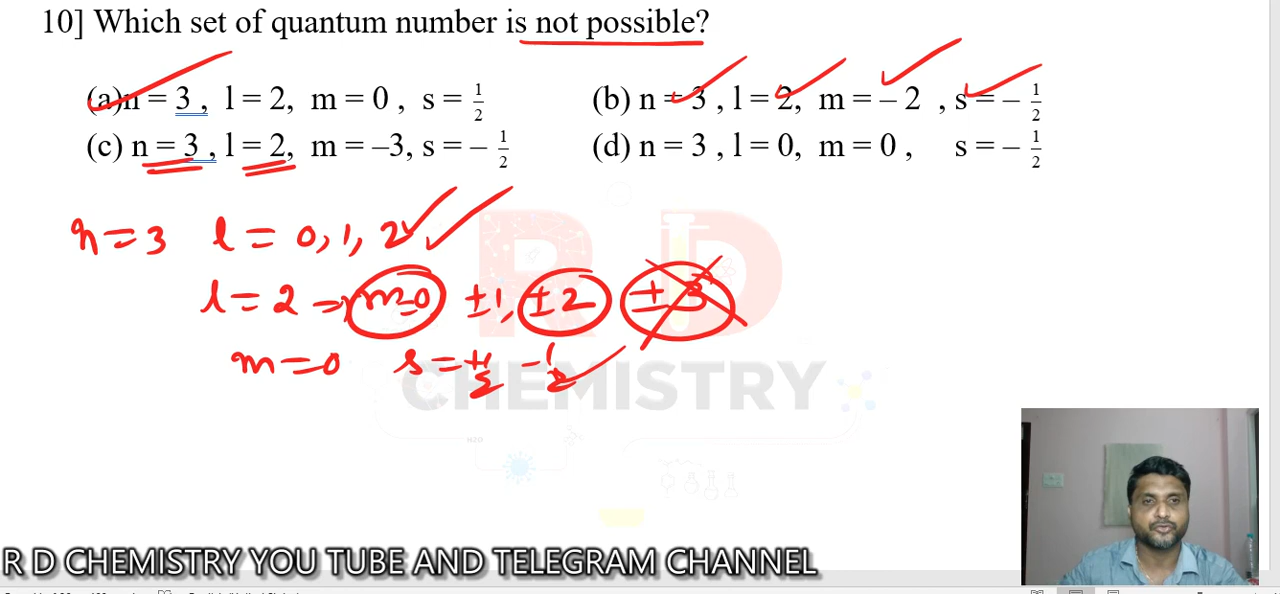 10] Which set of quantum number is not possible?
(a) n = 3 , l = 2, m = 0 , s = 1/2 (b) n = 3 , l = 2, m = – 2 , s = – 1/2
(c) n = 3 , l = 2, m = –3, s = – 1/2 (d) n = 3 , l = 0, m = 0 , s = – 1/2
n = 3 l = 0, 1, 2
l = 2 ⇒ m=0 ±1, ±2 ±3
m=0 s = +1/2 -1/2
R D
CHEMISTRY
H2O
R D CHEMISTRY YOU TUBE AND TELEGRAM CHANNEL